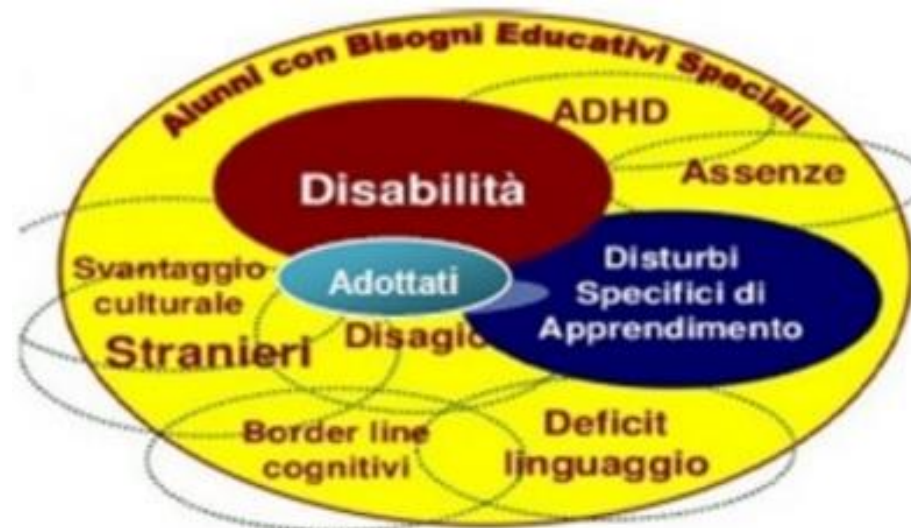 Alunni con Bisogni Educativi Speciali
ADHD
Disabilità
Assenze
Svantaggio
culturale
Adottati
Disturbi
Specifici di
Apprendimento
Stranieri
Disagio
Border line
cognitivi
Deficit
linguaggio